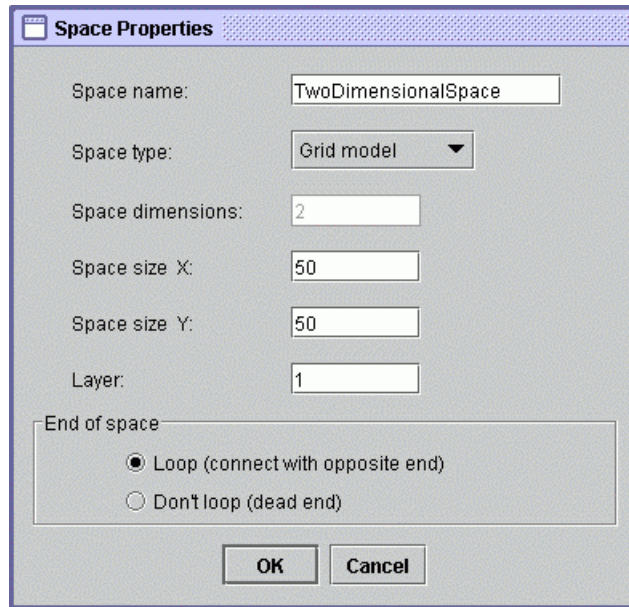 Space Properties
Space name: TwoDimensionalSpace
Space type: Grid model
Space dimensions: 2
Space size X: 50
Space size Y: 50
Layer: 1
End of space
Loop (connect with opposite end)
Don't loop (dead end)
OK Cancel